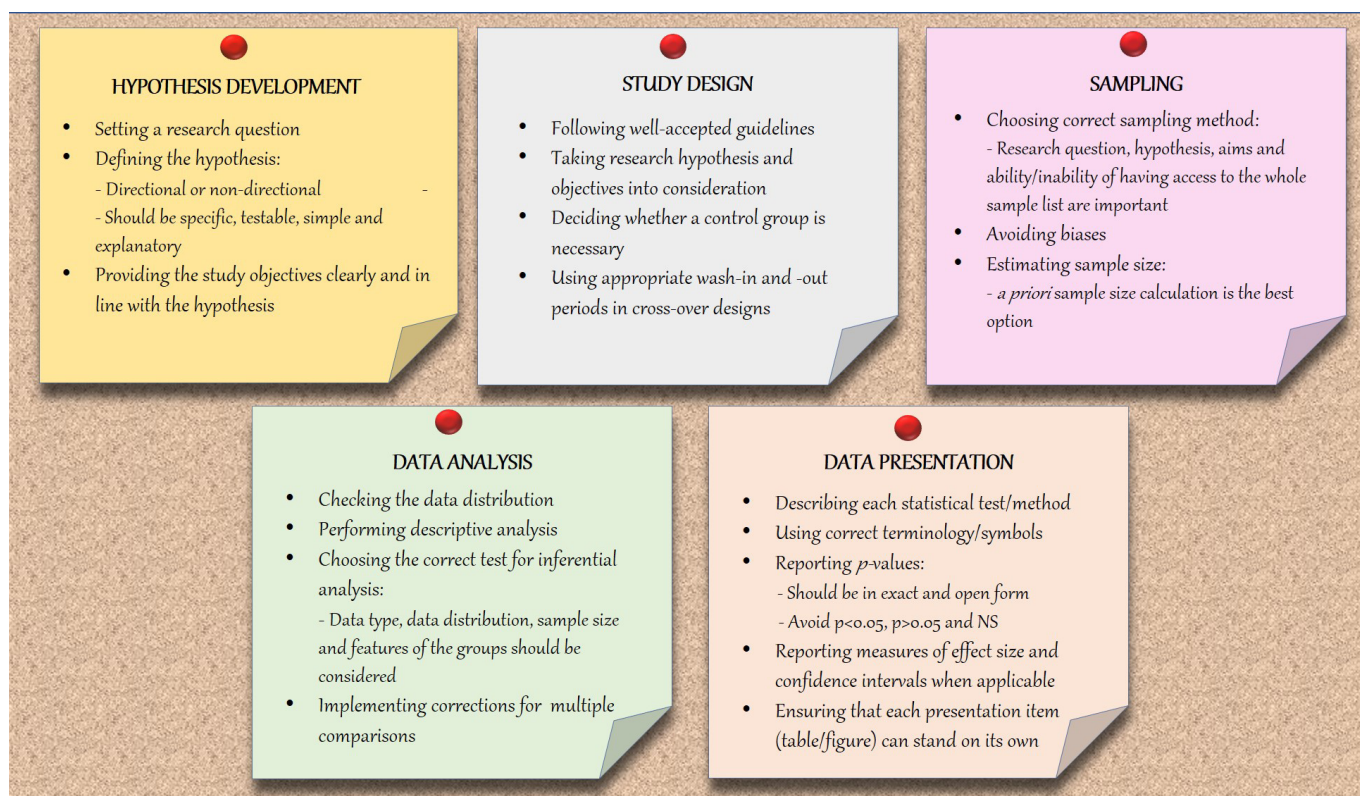 HYPOTHESIS DEVELOPMENT
• Setting a research question
• Defining the hypothesis:
- Directional or non-directional -
- Should be specific, testable, simple and
explanatory
• Providing the study objectives clearly and in
line with the hypothesis
STUDY DESIGN
• Following well-accepted guidelines
• Taking research hypothesis and
objectives into consideration
• Deciding whether a control group is
necessary
• Using appropriate wash-in and -out
periods in cross-over designs
SAMPLING
• Choosing correct sampling method:
- Research question, hypothesis, aims and
ability/inability of having access to the whole
sample list are important
• Avoiding biases
• Estimating sample size:
- a priori sample size calculation is the best
option
DATA ANALYSIS
• Checking the data distribution
• Performing descriptive analysis
• Choosing the correct test for inferential
analysis:
- Data type, data distribution, sample size
and features of the groups should be
considered
• Implementing corrections for multiple
comparisons
DATA PRESENTATION
• Describing each statistical test/method
• Using correct terminology/symbols
• Reporting p-values:
- Should be in exact and open form
- Avoid p<0.05, p>0.05 and NS
• Reporting measures of effect size and
confidence intervals when applicable
• Ensuring that each presentation item
(table/figure) can stand on its own